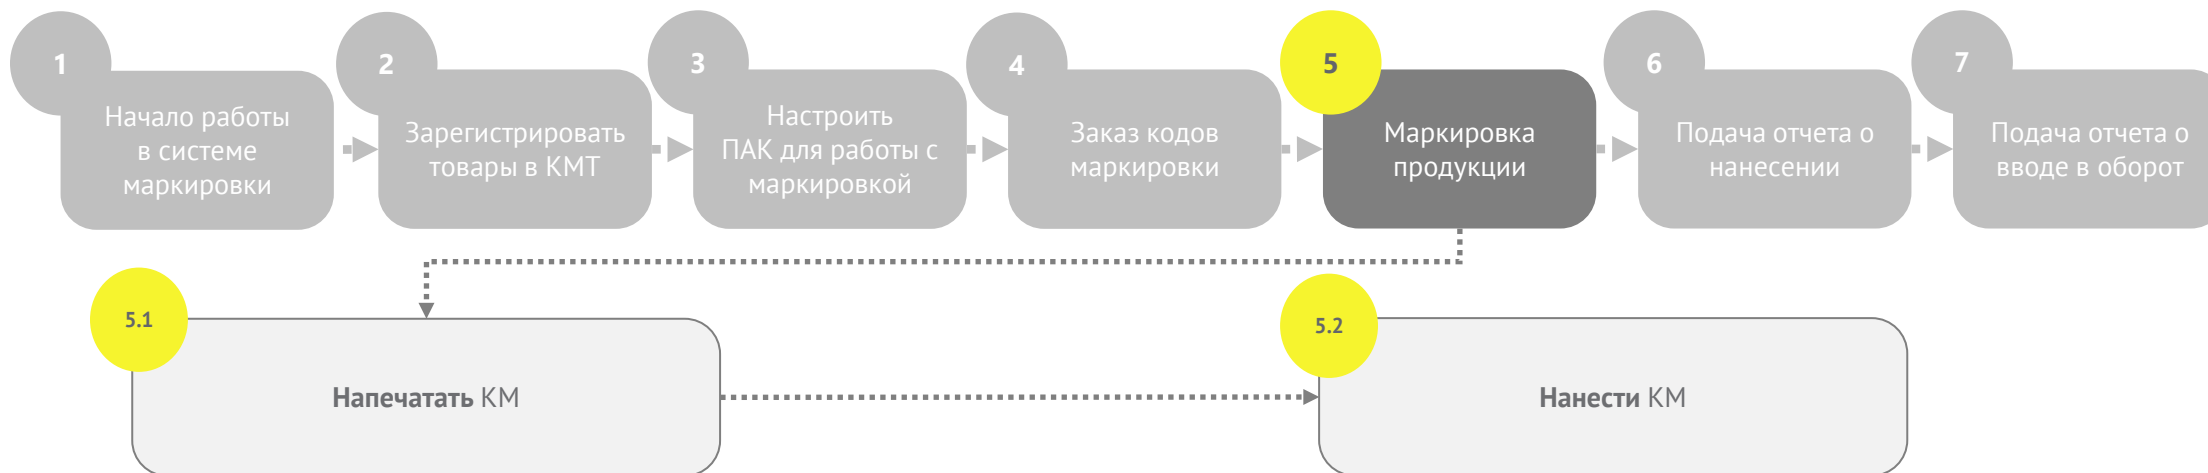 1
Начало работы
в системе
маркировки
2
Зарегистрировать
товары в КМТ
3
Настроить
ПАК для работы с
маркировкой
4
Заказ кодов
маркировки
5
Маркировка
продукции
6
Подача отчета о
нанесении
7
Подача отчета о
вводе в оборот
5.1
Напечатать КМ
5.2
Нанести КМ